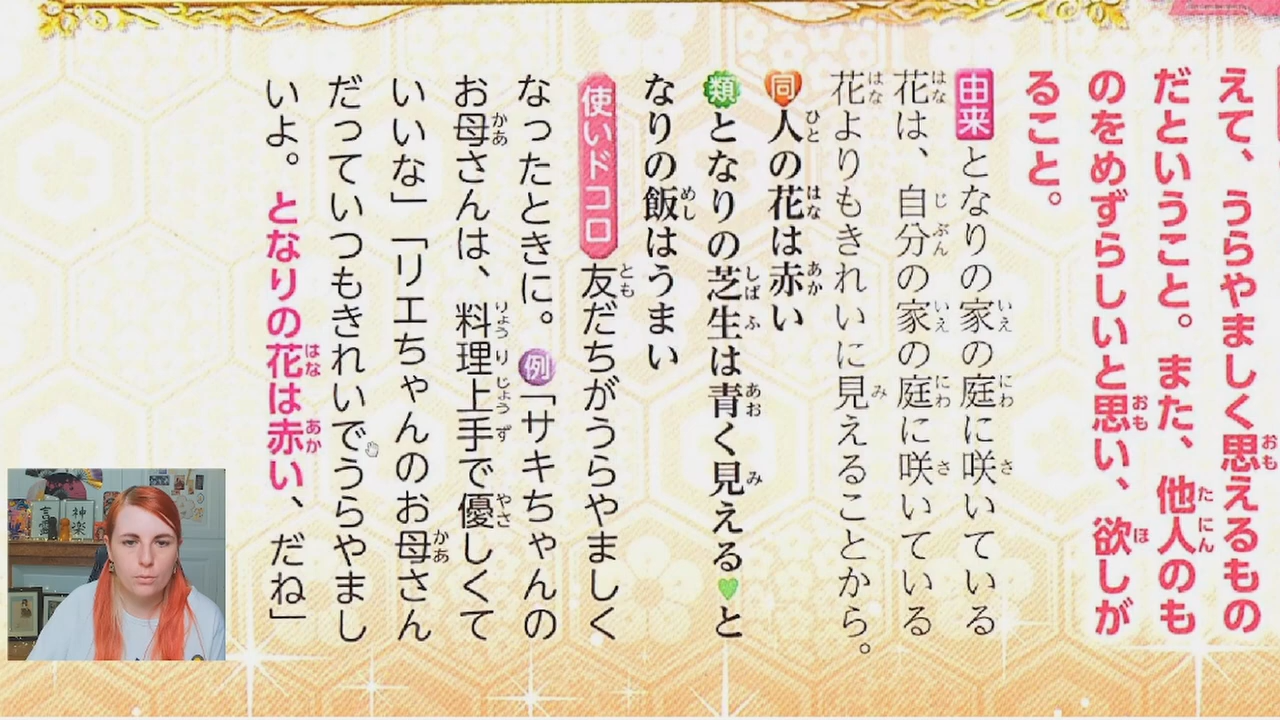 えて、うらやましく思えるもの
だということ。また、他人のも
のをめずらしいと思い、欲しが
ること。
由来 となりの家の庭に咲いている
花は、自分の家の庭に咲いている
花よりもきれいに見えることから。
同 人の花は赤い
類 となりの芝生は青く見える💚と
なりの飯はうまい
使いドコロ 友だちがうらやましく
なったときに。例「サキちゃんの
お母さんは、料理上手で優しくて
いいな」「リエちゃんのお母さん
だっていつもきれいでうらやまし
いよ。となりの花は赤い、だね」
言霊
神楽